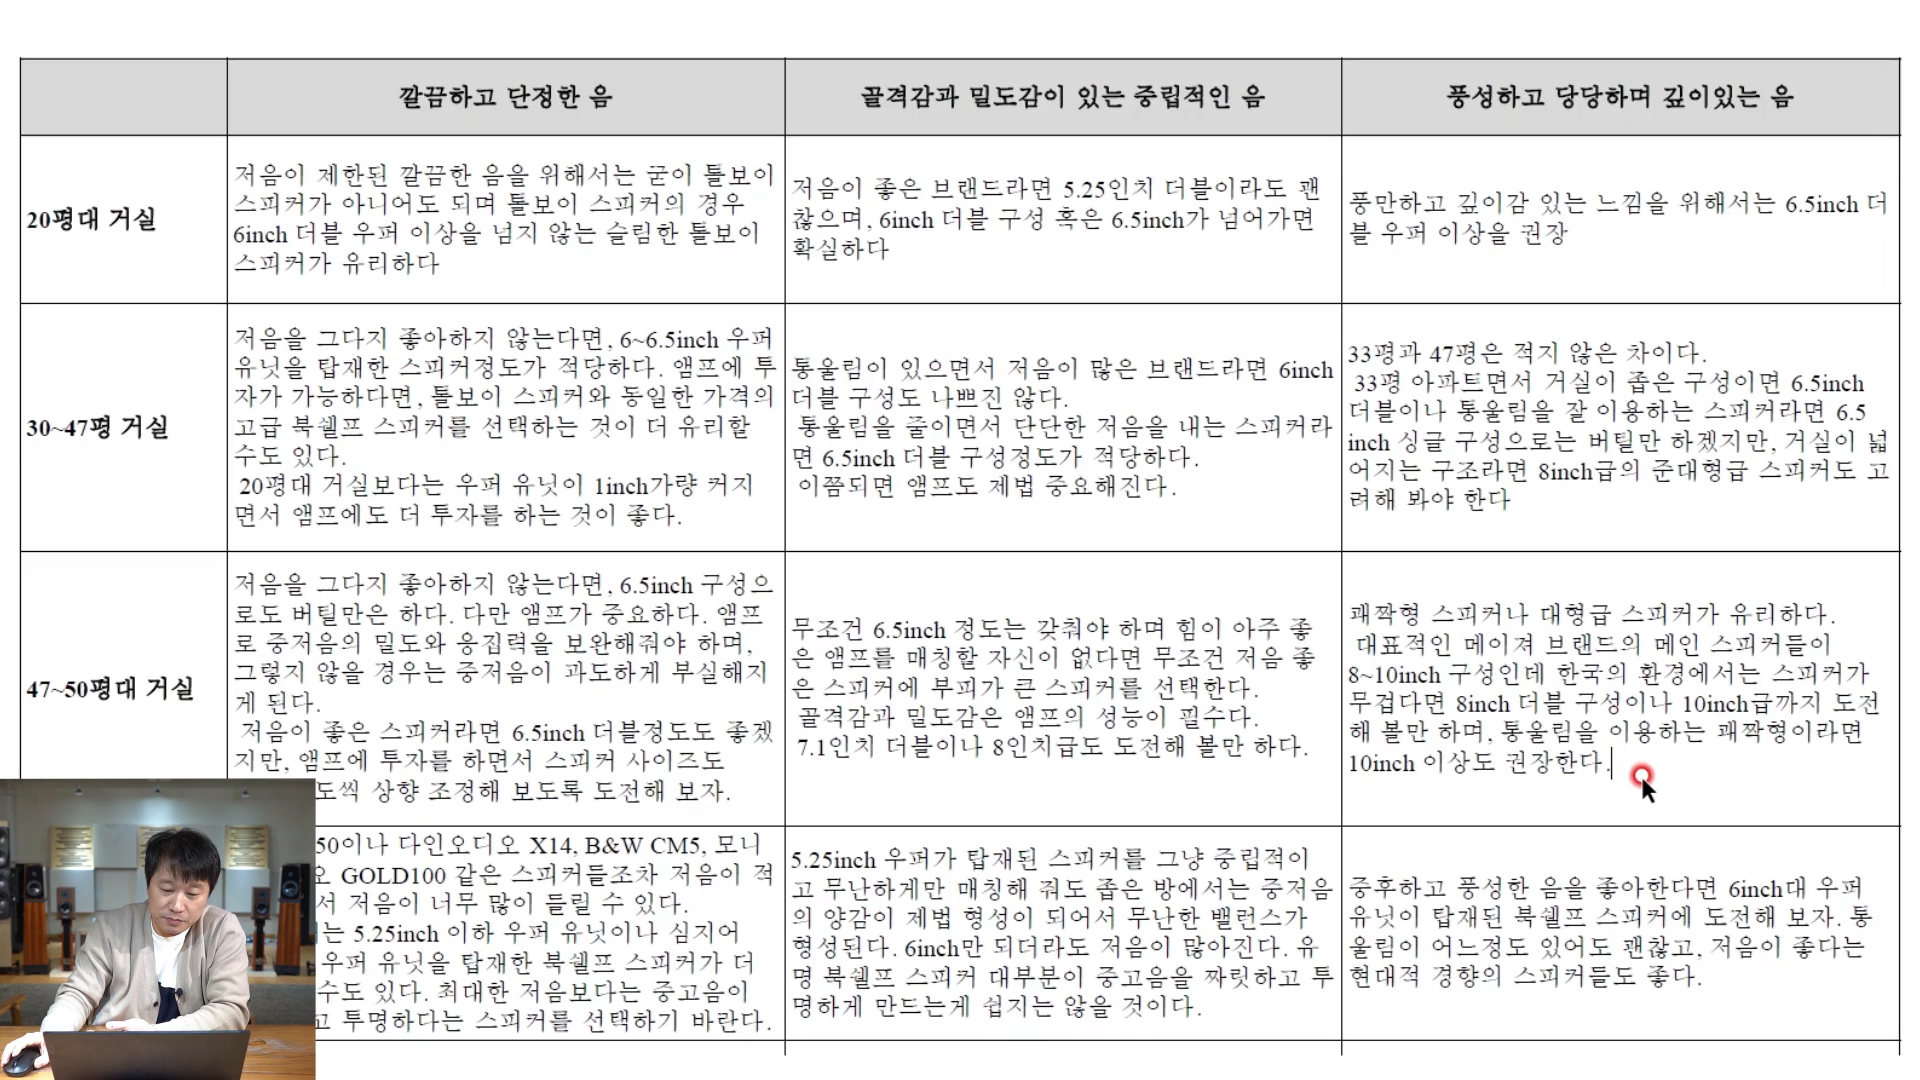 깔끔하고 단정한 음
골격감과 밀도감이 있는 중립적인 음
풍성하고 당당하며 깊이있는 음
20평대 거실
저음이 제한된 깔끔한 음을 위해서는 굳이 톨보이
스피커가 아니어도 되며 톨보이 스피커의 경우
6inch 더블 우퍼 이상을 넘지 않는 슬림한 톨보이
스피커가 유리하다
저음이 좋은 브랜드라면 5.25인치 더블이라도 괜
찮으며, 6inch 더블 구성 혹은 6.5inch가 넘어가면
확실하다
풍만하고 깊이감 있는 느낌을 위해서는 6.5inch 더
블 우퍼 이상을 권장
30~47평 거실
저음을 그다지 좋아하지 않는다면, 6~6.5inch 우퍼
유닛을 탑재한 스피커정도가 적당하다. 앰프에 투
자가 가능하다면, 톨보이 스피커와 동일한 가격의
고급 북쉘프 스피커를 선택하는 것이 더 유리할
수도 있다.
20평대 거실보다는 우퍼 유닛이 1inch가량 커지
면서 앰프에도 더 투자를 하는 것이 좋다.
통울림이 있으면서 저음이 많은 브랜드라면 6inch
더블 구성도 나쁘진 않다.
통울림을 줄이면서 단단한 저음을 내는 스피커라
면 6.5inch 더블 구성정도가 적당하다.
이쯤되면 앰프도 제법 중요해진다.
33평과 47평은 적지 않은 차이다.
33평 아파트면서 거실이 좁은 구성이면 6.5inch
더블이나 통울림을 잘 이용하는 스피커라면 6.5
inch 싱글 구성으로는 버틸만 하겠지만, 거실이 넓
어지는 구조라면 8inch급의 준대형급 스피커도 고
려해 봐야 한다
47~50평대 거실
저음을 그다지 좋아하지 않는다면, 6.5inch 구성으
로도 버틸만은 하다. 다만 앰프가 중요하다. 앰프
로 중저음의 밀도와 응집력을 보완해줘야 하며,
그렇지 않을 경우는 중저음이 과도하게 부실해지
게 된다.
저음이 좋은 스피커라면 6.5inch 더블정도도 좋겠
지만, 앰프에 투자를 하면서 스피커 사이즈도
도씩 상향 조정해 보도록 도전해 보자.
무조건 6.5inch 정도는 갖춰야 하며 힘이 아주 좋
은 앰프를 매칭할 자신이 없다면 무조건 저음 좋
은 스피커에 부피가 큰 스피커를 선택한다.
골격감과 밀도감은 앰프의 성능이 필수다.
7.1인치 더블이나 8인치급도 도전해 볼만 하다.
괘짝형 스피커나 대형급 스피커가 유리하다.
대표적인 메이져 브랜드의 메인 스피커들이
8~10inch 구성인데 한국의 환경에서는 스피커가
무겁다면 8inch 더블 구성이나 10inch급까지 도전
해 볼만 하며, 통울림을 이용하는 괘짝형이라면
10inch 이상도 권장한다.
50이나 다인오디오 X14, B&W CM5, 모니
오 GOLD100 같은 스피커들조차 저음이 적
서 저음이 너무 많이 들릴 수 있다.
는 5.25inch 이하 우퍼 유닛이나 심지어
우퍼 유닛을 탑재한 북쉘프 스피커가 더
수도 있다. 최대한 저음보다는 중고음이
고 투명하다는 스피커를 선택하기 바란다.
5.25inch 우퍼가 탑재된 스피커를 그냥 중립적이
고 무난하게만 매칭해 줘도 좁은 방에서는 중저음
의 양감이 제법 형성이 되어서 무난한 밸런스가
형성된다. 6inch만 되더라도 저음이 많아진다. 유
명 북쉘프 스피커 대부분이 중고음을 짜릿하고 투
명하게 만드는게 쉽지는 않을 것이다.
중후하고 풍성한 음을 좋아한다면 6inch대 우퍼
유닛이 탑재된 북쉘프 스피커에 도전해 보자. 통
울림이 어느정도 있어도 괜찮고, 저음이 좋다는
현대적 경향의 스피커들도 좋다.